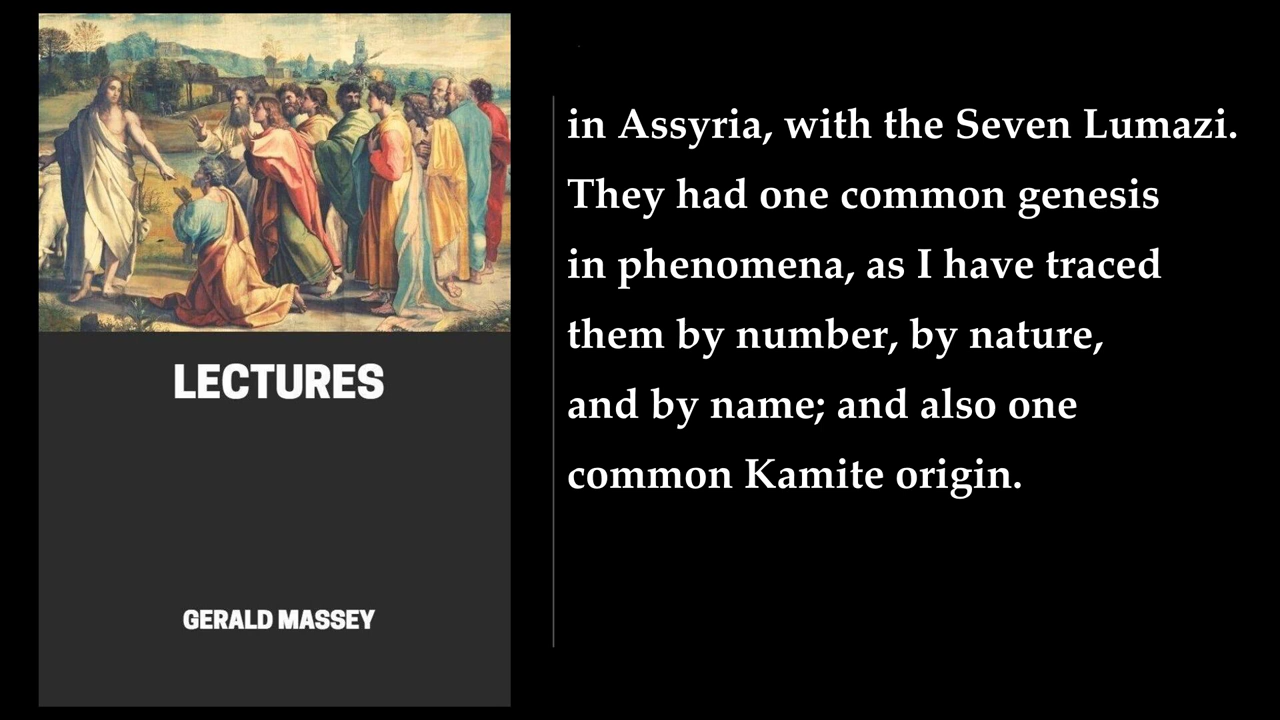 LECTURES
GERALD MASSEY
in Assyria, with the Seven Lumazi.
They had one common genesis
in phenomena, as I have traced
them by number, by nature,
and by name; and also one
common Kamite origin.